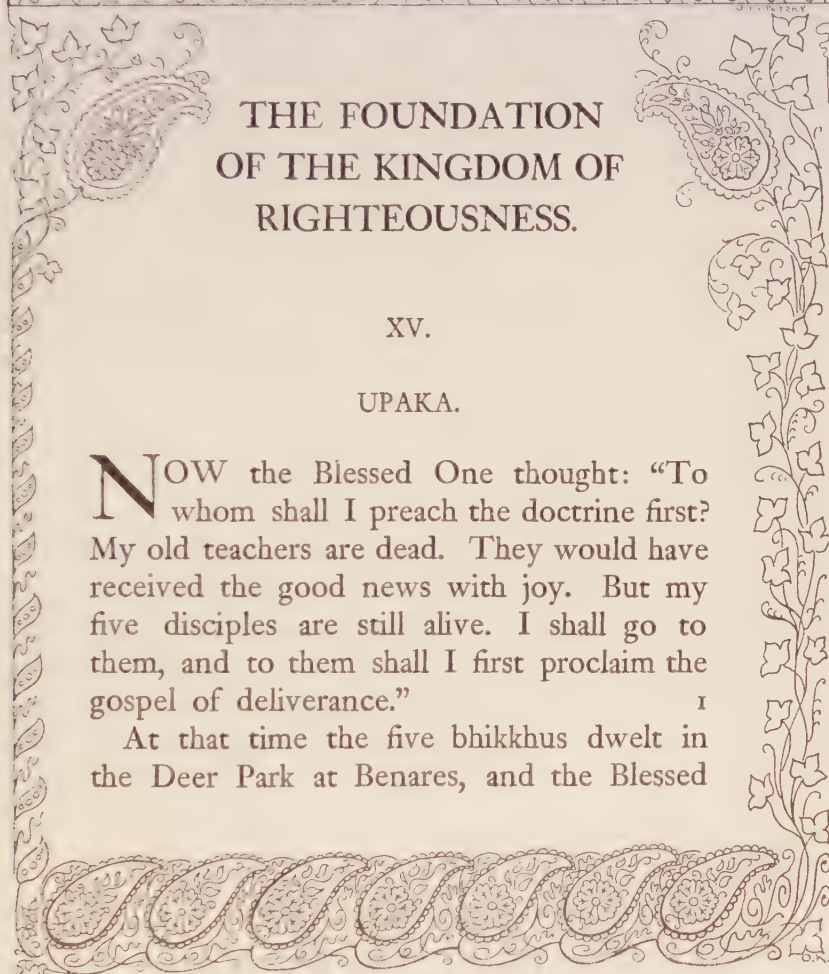 THE FOUNDATION
OF THE KINGDOM OF
RIGHTEOUSNESS.
XV.
UPAKA.
NOW the Blessed One thought: “To
whom shall I preach the doctrine first?
My old teachers are dead. They would have
received the good news with joy. But my
five disciples are still alive. I shall go to
them, and to them shall I first proclaim the
gospel of deliverance.” 1
At that time the five bhikkhus dwelt in
the Deer Park at Benares, and the Blessed